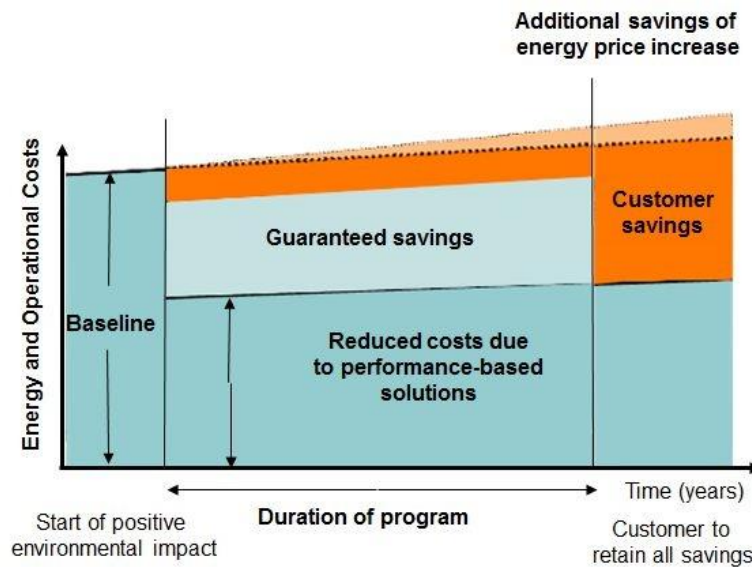 Additional savings of
energy price increase
Energy and Operational Costs
Baseline
Guaranteed savings
Customer
savings
Reduced costs due
to performance-based
solutions
Time (years)
Start of positive
environmental impact
Duration of program
Customer to
retain all savings